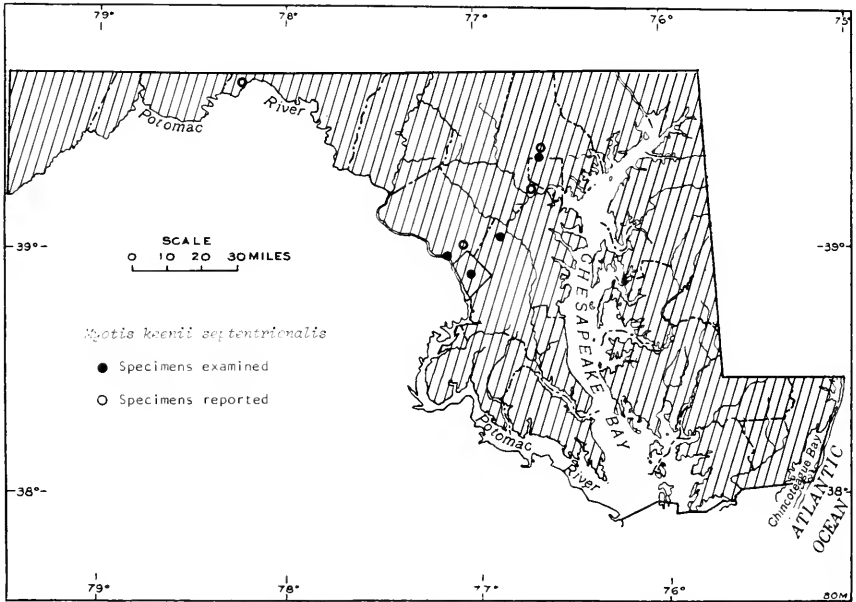 79° 78° 77° 76° 75°
Potomac
River
39° 39°
SCALE
0 10 20 30 MILES
CHESAPEAKE BAY
Myotis keenii septentrionalis
● Specimens examined
○ Specimens reported
Potomac
River
38° 38°
Chincoteague Bay
ATLANTIC
OCEAN
79° 78° 77° 76°
80M